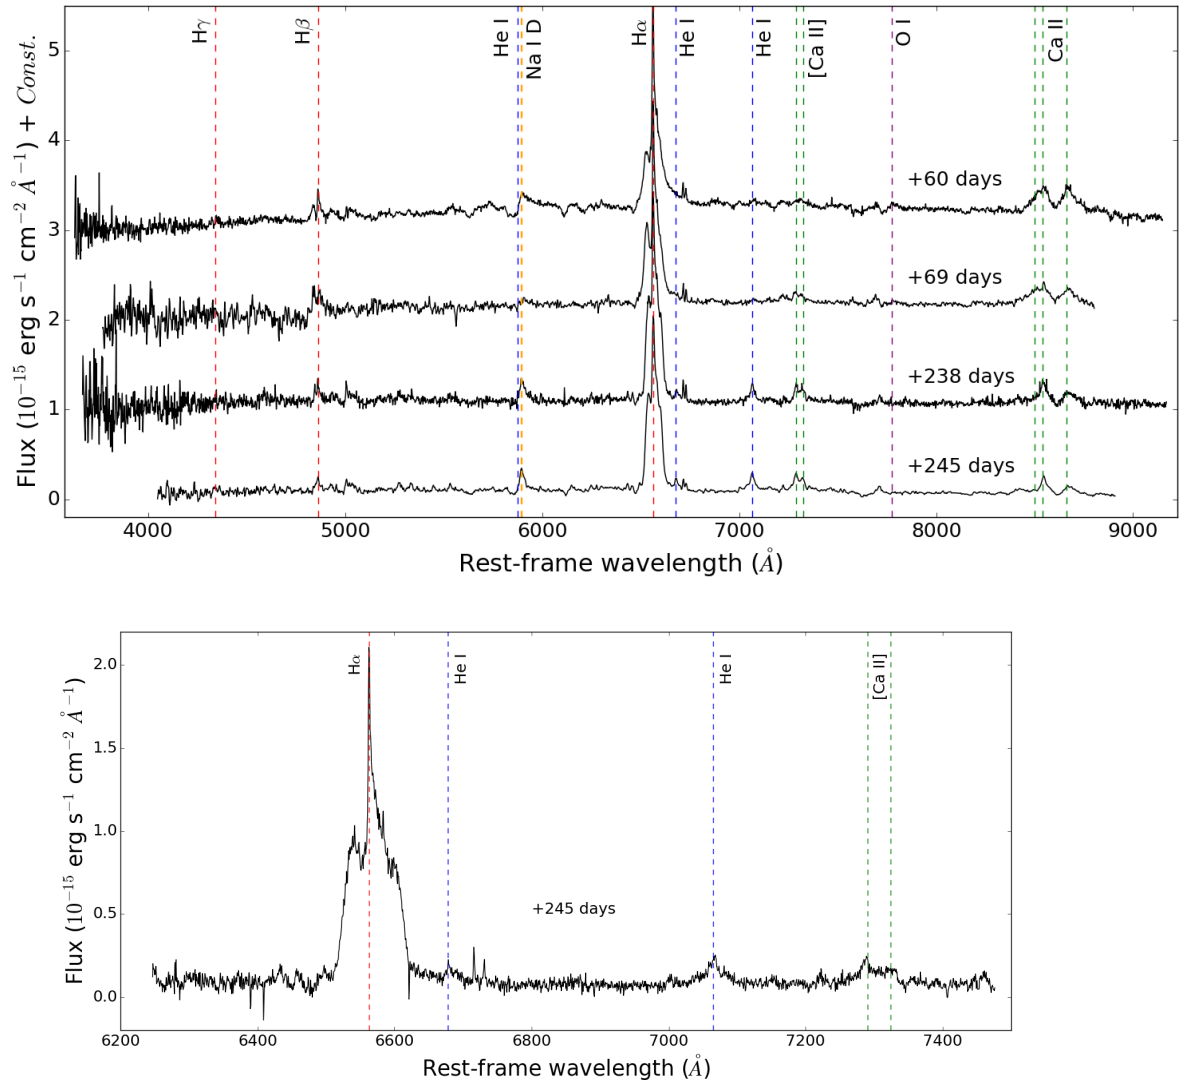 Hγ
Hβ
He I
Na I D
Hα
He I
He I
[Ca II]
O I
Ca II
+60 days
+69 days
+238 days
+245 days
5
4
3
2
1
0
Flux (10⁻¹⁵ erg s⁻¹ cm⁻² Å⁻¹) + Const.
4000 5000 6000 7000 8000 9000
Rest-frame wavelength (Å)
Hα
He I
He I
[Ca II]
+245 days
2.0
1.5
1.0
0.5
0.0
Flux (10⁻¹⁵ erg s⁻¹ cm⁻² Å⁻¹)
6200 6400 6600 6800 7000 7200 7400
Rest-frame wavelength (Å)